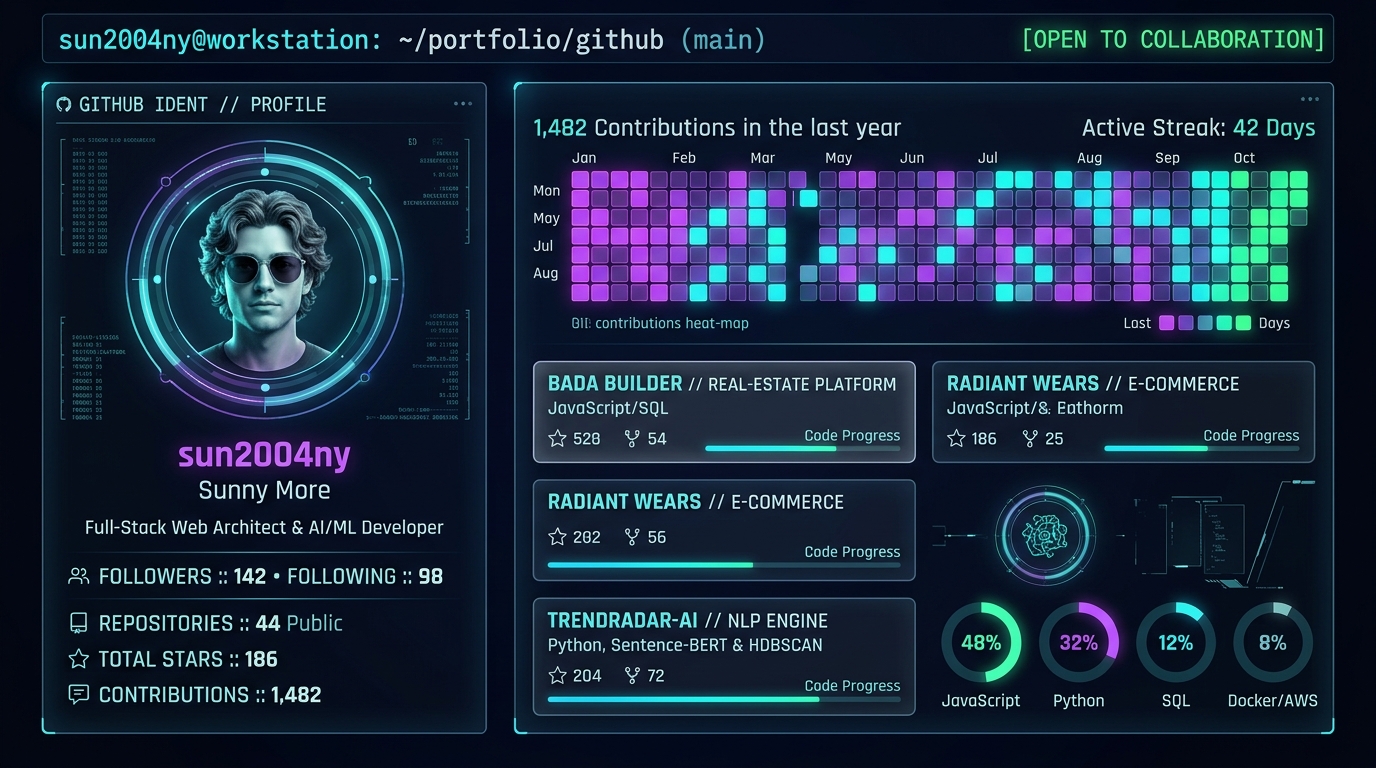 sun2004ny@workstation: ~/portfolio/github (main)
[OPEN TO COLLABORATION]
GITHUB IDENT // PROFILE
sun2004ny
Sunny More
Full-Stack Web Architect & AI/ML Developer
FOLLOWERS :: 142 • FOLLOWING :: 98
REPOSITORIES :: 44 Public
TOTAL STARS :: 186
CONTRIBUTIONS :: 1,482
1,482 Contributions in the last year
Active Streak: 42 Days
Jan Feb Mar May Jun Jul Aug Sep Oct
Mon
May
Jul
Aug
contributions heat-map
Last Days
BADA BUILDER // REAL-ESTATE PLATFORM
JavaScript/SQL
528 54
Code Progress
RADIANT WEARS // E-COMMERCE
JavaScript/& Eathorm
186 25
Code Progress
RADIANT WEARS // E-COMMERCE
202 56
Code Progress
TRENDRADAR-AI // NLP ENGINE
Python, Sentence-BERT & HDBSCAN
204 72
Code Progress
48% 32% 12% 8%
JavaScript Python SQL Docker/AWS